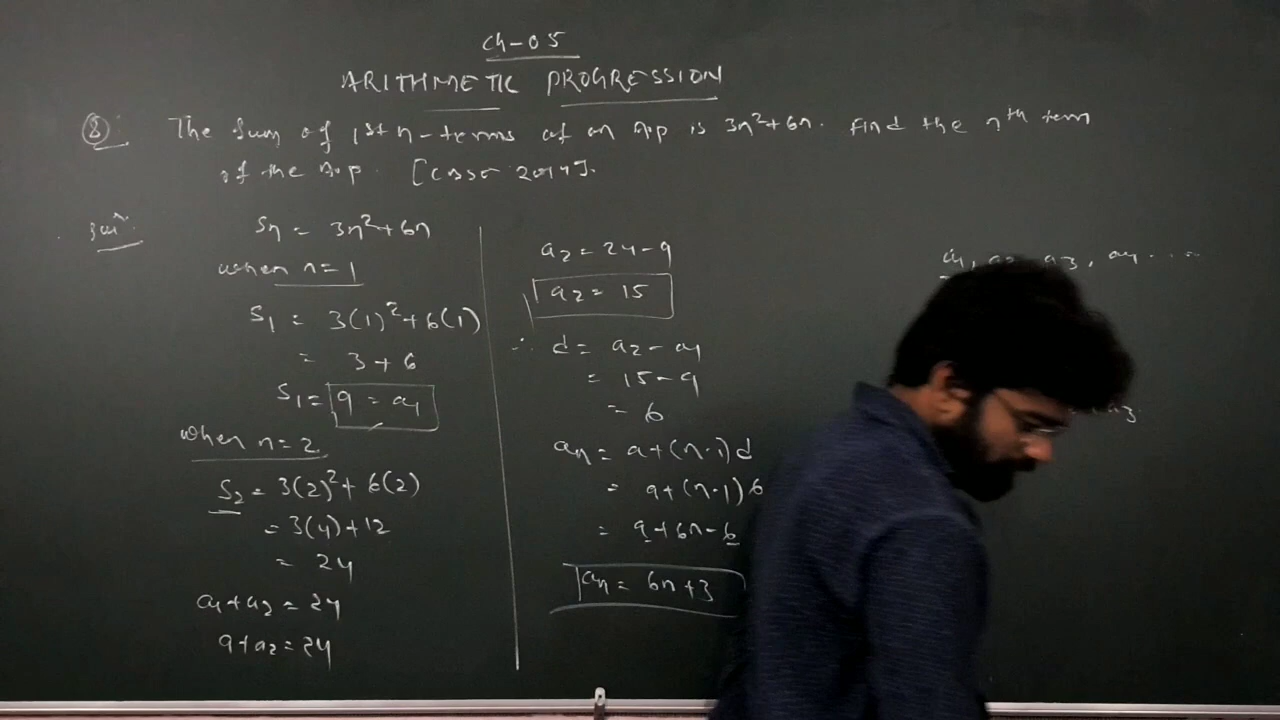 Ch-05
ARITHMETIC PROGRESSION
8. The sum of 1st n-terms of an A.p is 3n²+6n. Find the nth term
of the A.p. [CBSE 2014].
Solⁿ.
Sn = 3n²+6n
when n=1
S1 = 3(1)²+6(1)
= 3+6
S1 = 9 = a1
when n=2
S2 = 3(2)²+6(2)
= 3(4)+12
= 24
a1+a2 = 24
9+a2 = 24
a2 = 24-9
a2 = 15
∴ d = a2-a1
= 15-9
= 6
an = a+(n-1)d
= 9+(n-1)6
= 9+6n-6
an = 6n+3
a1, a2, a3, a4 ....
a3.